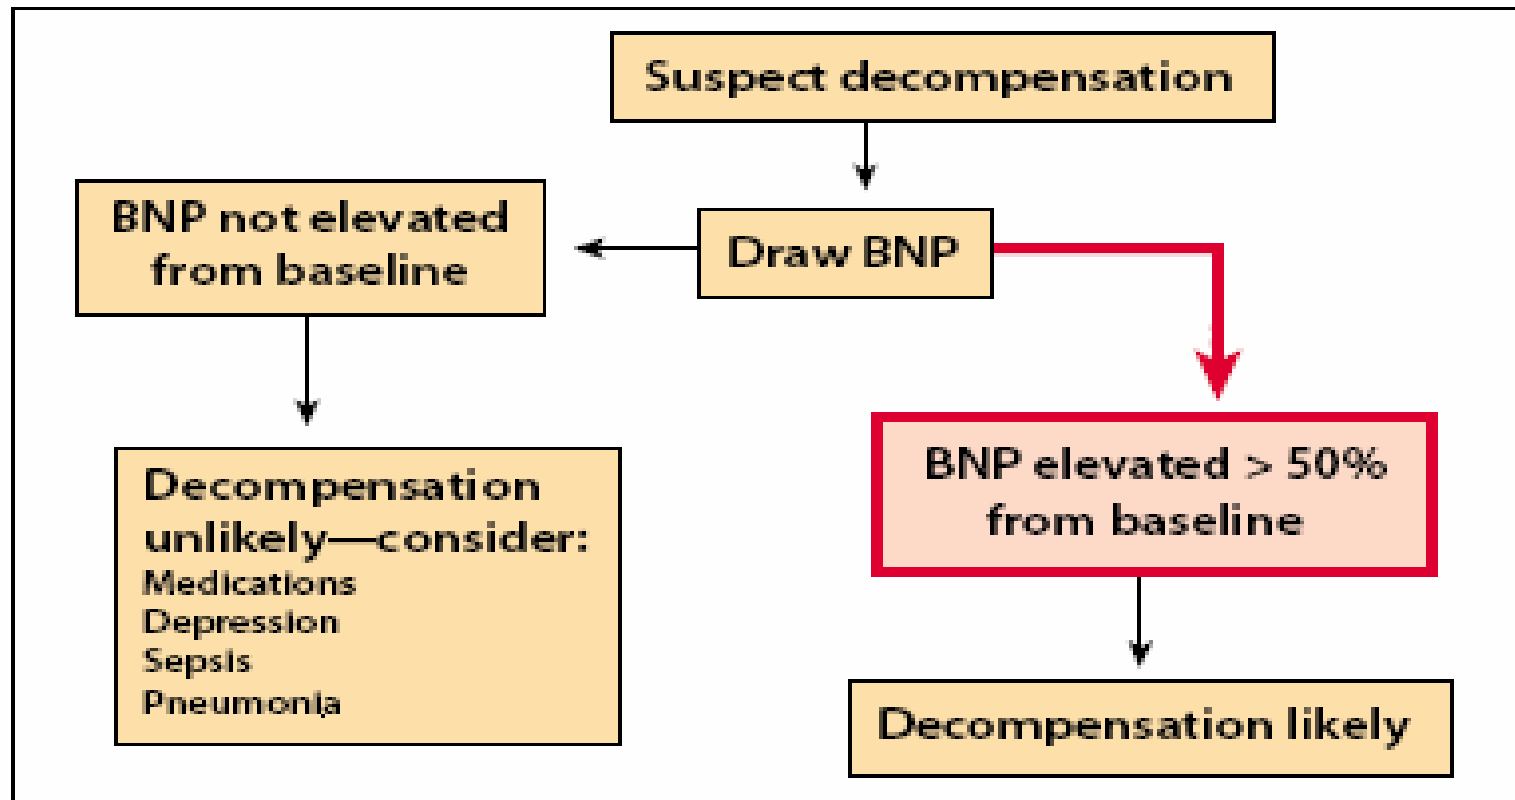 Suspect decompensation
BNP not elevated
from baseline
Draw BNP
BNP elevated > 50%
from baseline
Decompensation
unlikely—consider:
Medications
Depression
Sepsis
Pneumonia
Decompensation likely